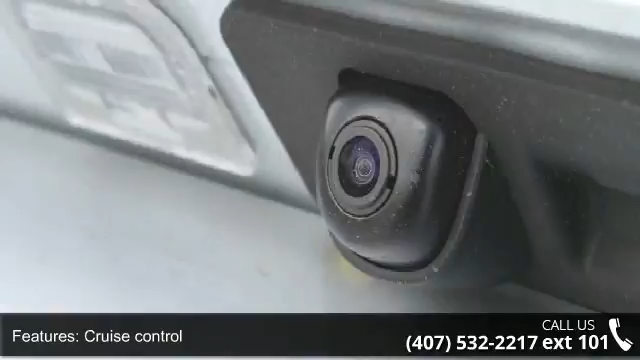 CALL US
Features: Cruise control
(407) 532-2217 ext 101